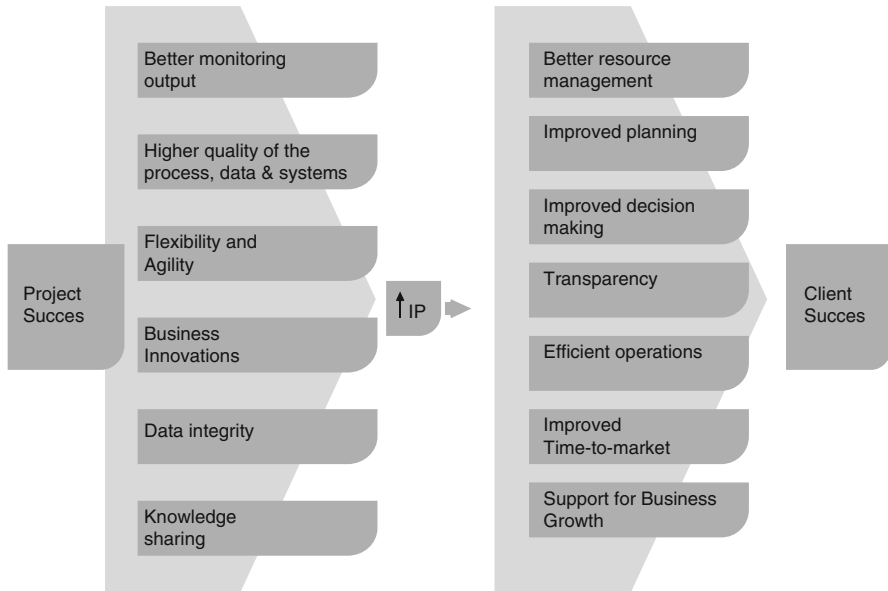 Project
Succes
Better monitoring
output
Higher quality of the
process, data & systems
Flexibility and
Agility
Business
Innovations
Data integrity
Knowledge
sharing
IP
Better resource
management
Improved planning
Improved decision
making
Transparency
Efficient operations
Improved
Time-to-market
Support for Business
Growth
Client
Succes